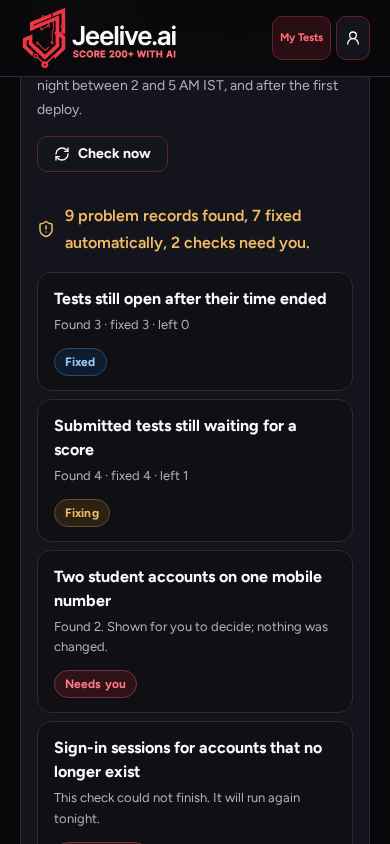 Jeelive.ai
SCORE 200+ WITH AI
My Tests
night between 2 and 5 AM IST, and after the first
deploy.
Check now
9 problem records found, 7 fixed
automatically, 2 checks need you.
Tests still open after their time ended
Found 3 · fixed 3 · left 0
Fixed
Submitted tests still waiting for a
score
Found 4 · fixed 4 · left 1
Fixing
Two student accounts on one mobile
number
Found 2. Shown for you to decide; nothing was
changed.
Needs you
Sign-in sessions for accounts that no
longer exist
This check could not finish. It will run again
tonight.